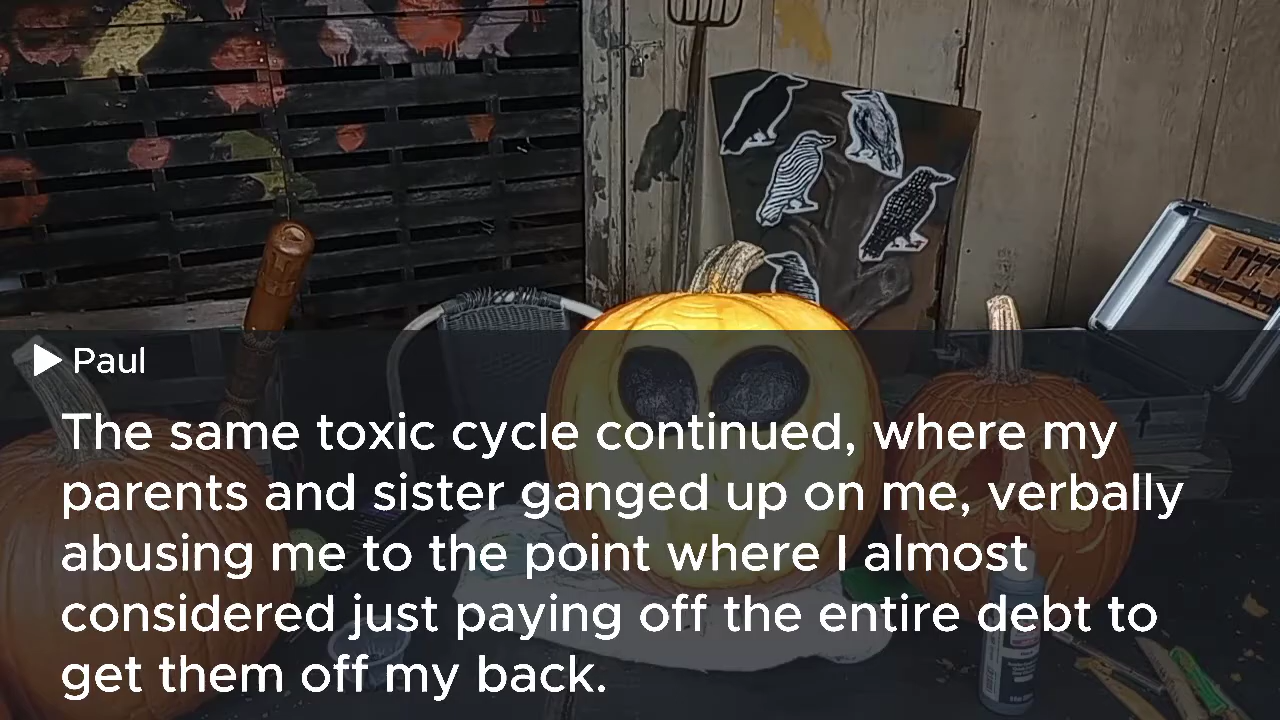 Paul
The same toxic cycle continued, where my
parents and sister ganged up on me, verbally
abusing me to the point where I almost
considered just paying off the entire debt to
get them off my back.